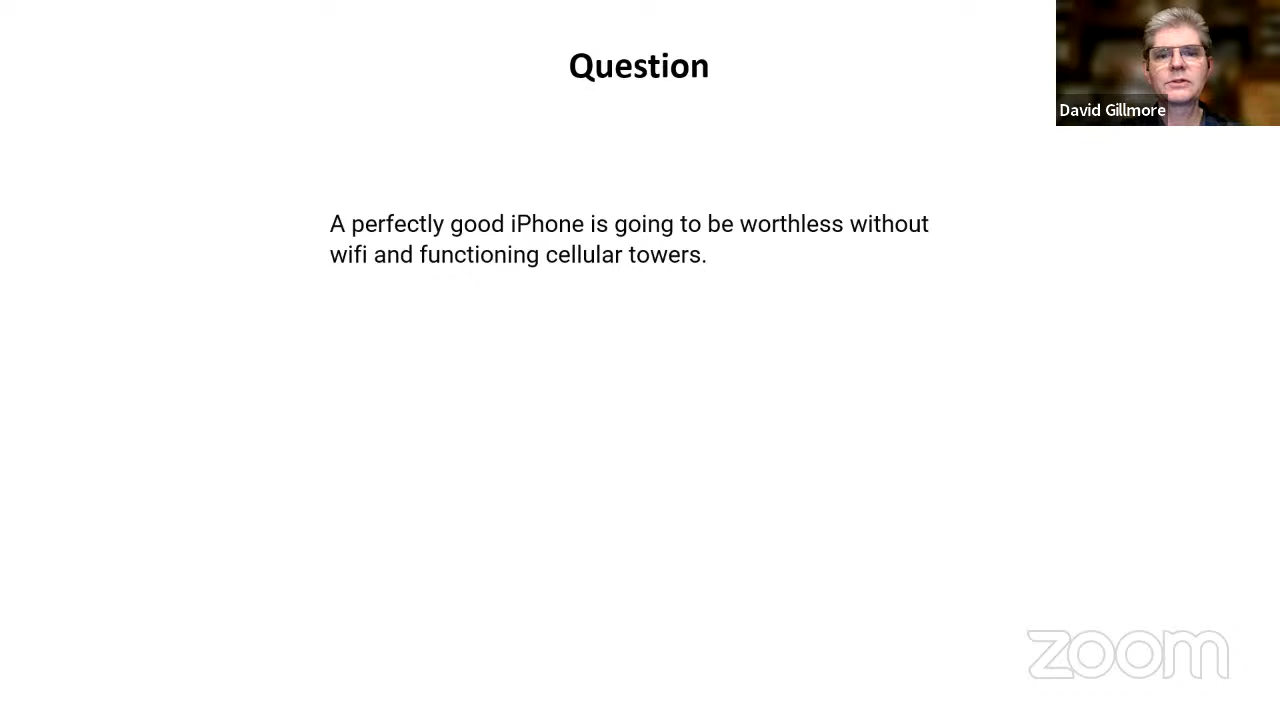 Question
David Gillmore
A perfectly good iPhone is going to be worthless without
wifi and functioning cellular towers.
zoom